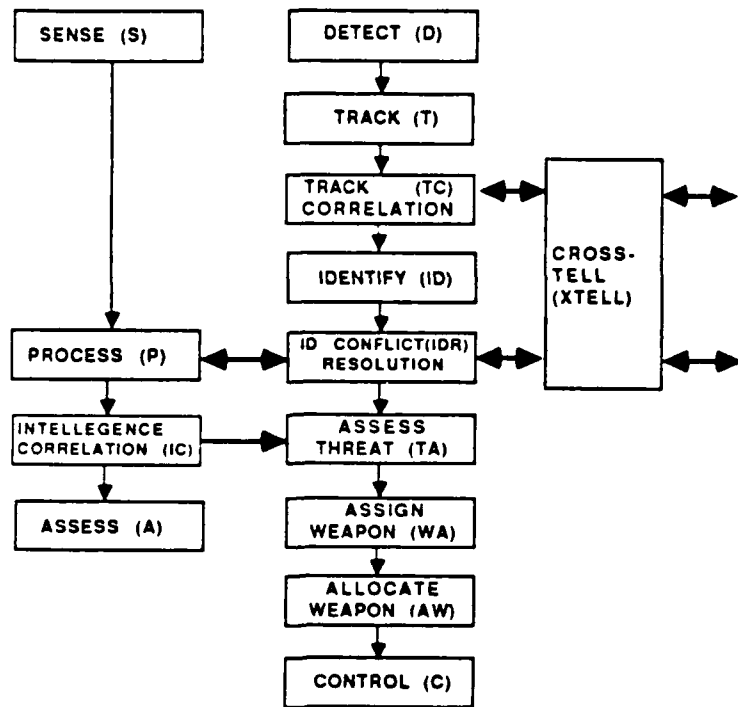 SENSE (S)
DETECT (D)
TRACK (T)
TRACK (TC)
CORRELATION
CROSS-
TELL
(XTELL)
IDENTIFY (ID)
PROCESS (P)
ID CONFLICT(IDR)
RESOLUTION
INTELLEGENCE
CORRELATION (IC)
ASSESS
THREAT (TA)
ASSESS (A)
ASSIGN
WEAPON (WA)
ALLOCATE
WEAPON (AW)
CONTROL (C)